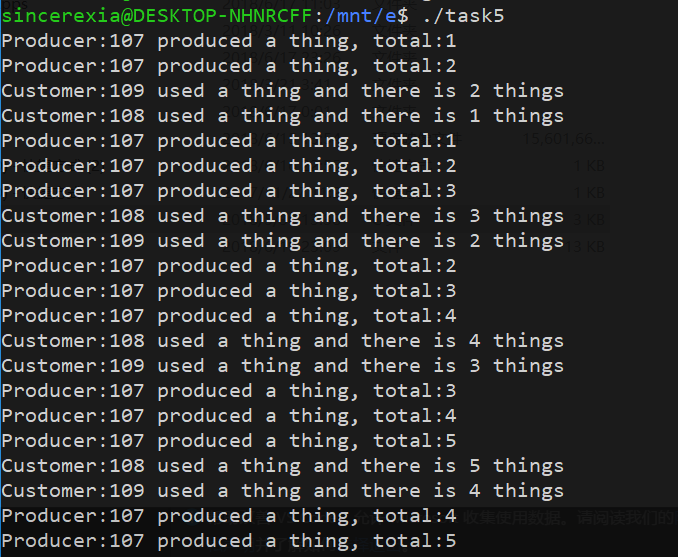 sincerexia@DESKTOP-NHNRCFF:/mnt/e$ ./task5
Producer:107 produced a thing, total:1
Producer:107 produced a thing, total:2
Customer:109 used a thing and there is 2 things
Customer:108 used a thing and there is 1 things
Producer:107 produced a thing, total:1
Producer:107 produced a thing, total:2
Producer:107 produced a thing, total:3
Customer:108 used a thing and there is 3 things
Customer:109 used a thing and there is 2 things
Producer:107 produced a thing, total:2
Producer:107 produced a thing, total:3
Producer:107 produced a thing, total:4
Customer:108 used a thing and there is 4 things
Customer:109 used a thing and there is 3 things
Producer:107 produced a thing, total:3
Producer:107 produced a thing, total:4
Producer:107 produced a thing, total:5
Customer:108 used a thing and there is 5 things
Customer:109 used a thing and there is 4 things
Producer:107 produced a thing, total:4
Producer:107 produced a thing, total:5